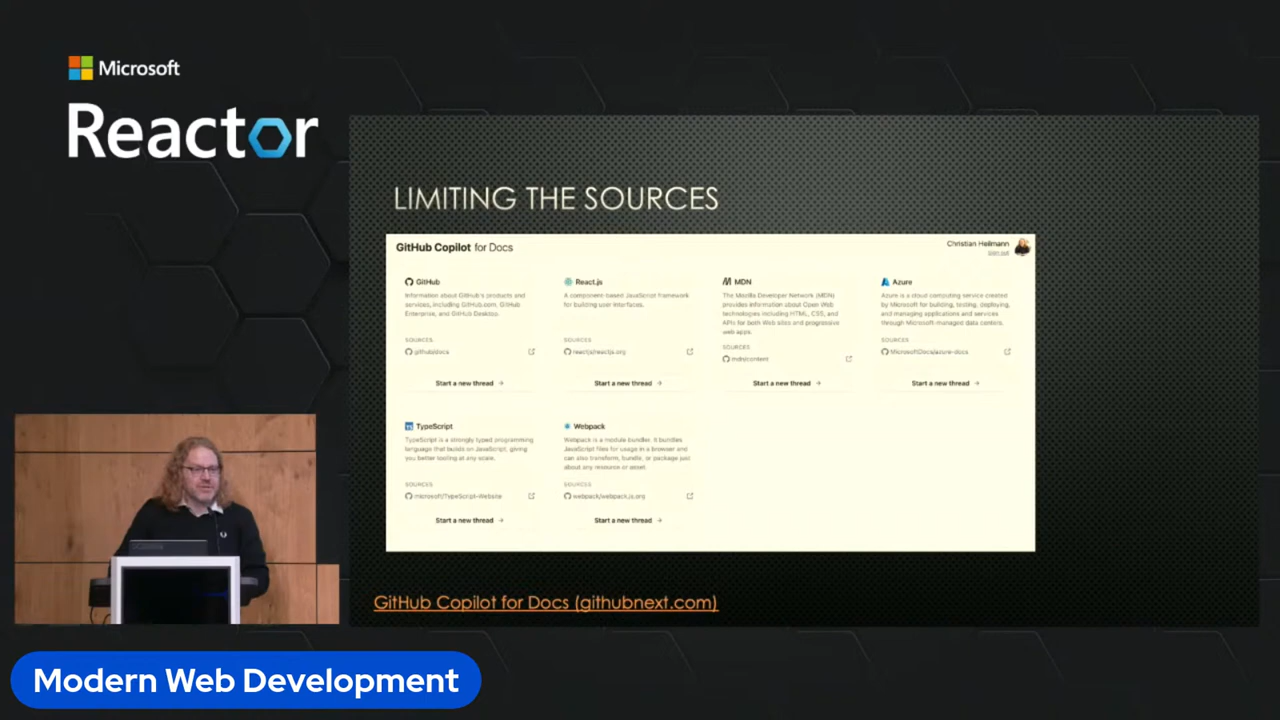 Microsoft
Reactor
LIMITING THE SOURCES
GitHub Copilot for Docs
Christian Heilmann
Sign out
GitHub
Information about GitHub's products and
services, including GitHub.com, GitHub
Enterprise, and GitHub Desktop.
SOURCES
github/docs
Start a new thread →
React.js
A component-based JavaScript framework
for building user interfaces.
SOURCES
reactjs/reactjs.org
Start a new thread →
MDN
The Mozilla Developer Network (MDN)
provides information about Open Web
technologies including HTML, CSS, and
APIs for both Web sites and progressive
web apps.
SOURCES
mdn/content
Start a new thread →
Azure
Azure is a cloud computing service created
by Microsoft for building, testing, deploying,
and managing applications and services
through Microsoft-managed data centers.
SOURCES
MicrosoftDocs/azure-docs
Start a new thread →
TypeScript
TypeScript is a strongly typed programming
language that builds on JavaScript, giving
you better tooling at any scale.
SOURCES
microsoft/TypeScript-Website
Start a new thread →
Webpack
Webpack is a module bundler. It bundles
JavaScript files for usage in a browser and
can also transform, bundle, or package just
about any resource or asset.
SOURCES
webpack/webpack.js.org
Start a new thread →
GitHub Copilot for Docs (githubnext.com)
Modern Web Development